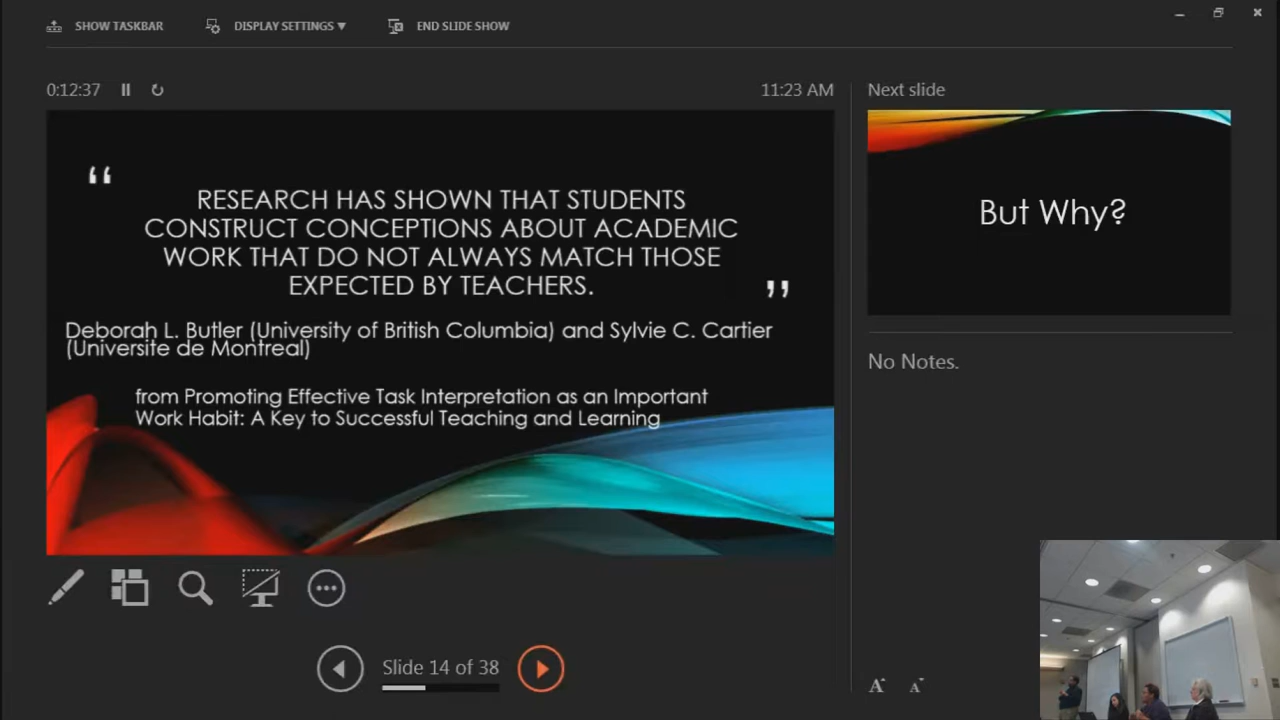 SHOW TASKBAR
DISPLAY SETTINGS ▼
END SLIDE SHOW
0:12:37
11:23 AM
“
RESEARCH HAS SHOWN THAT STUDENTS
CONSTRUCT CONCEPTIONS ABOUT ACADEMIC
WORK THAT DO NOT ALWAYS MATCH THOSE
EXPECTED BY TEACHERS.
”
Deborah L. Butler (University of British Columbia) and Sylvie C. Cartier
(Universite de Montreal)
from Promoting Effective Task Interpretation as an Important
Work Habit: A Key to Successful Teaching and Learning
Slide 14 of 38
Next slide
But Why?
No Notes.
A A